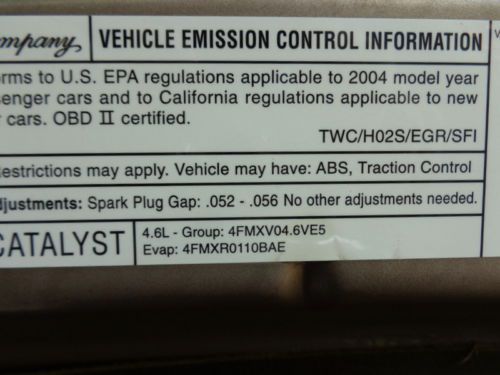 VEHICLE EMISSION CONTROL INFORMATION
to U.S. EPA regulations applicable to 2004 model year
cars and to California regulations applicable to new
cars. OBD II certified.
TWC/H02S/EGR/SFI
may apply. Vehicle may have: ABS, Traction Control
Spark Plug Gap: .052 - .056 No other adjustments needed.
CATALYST
4.6L - Group: 4FMXV04.6VE5
Evap: 4FMXR0110BAE